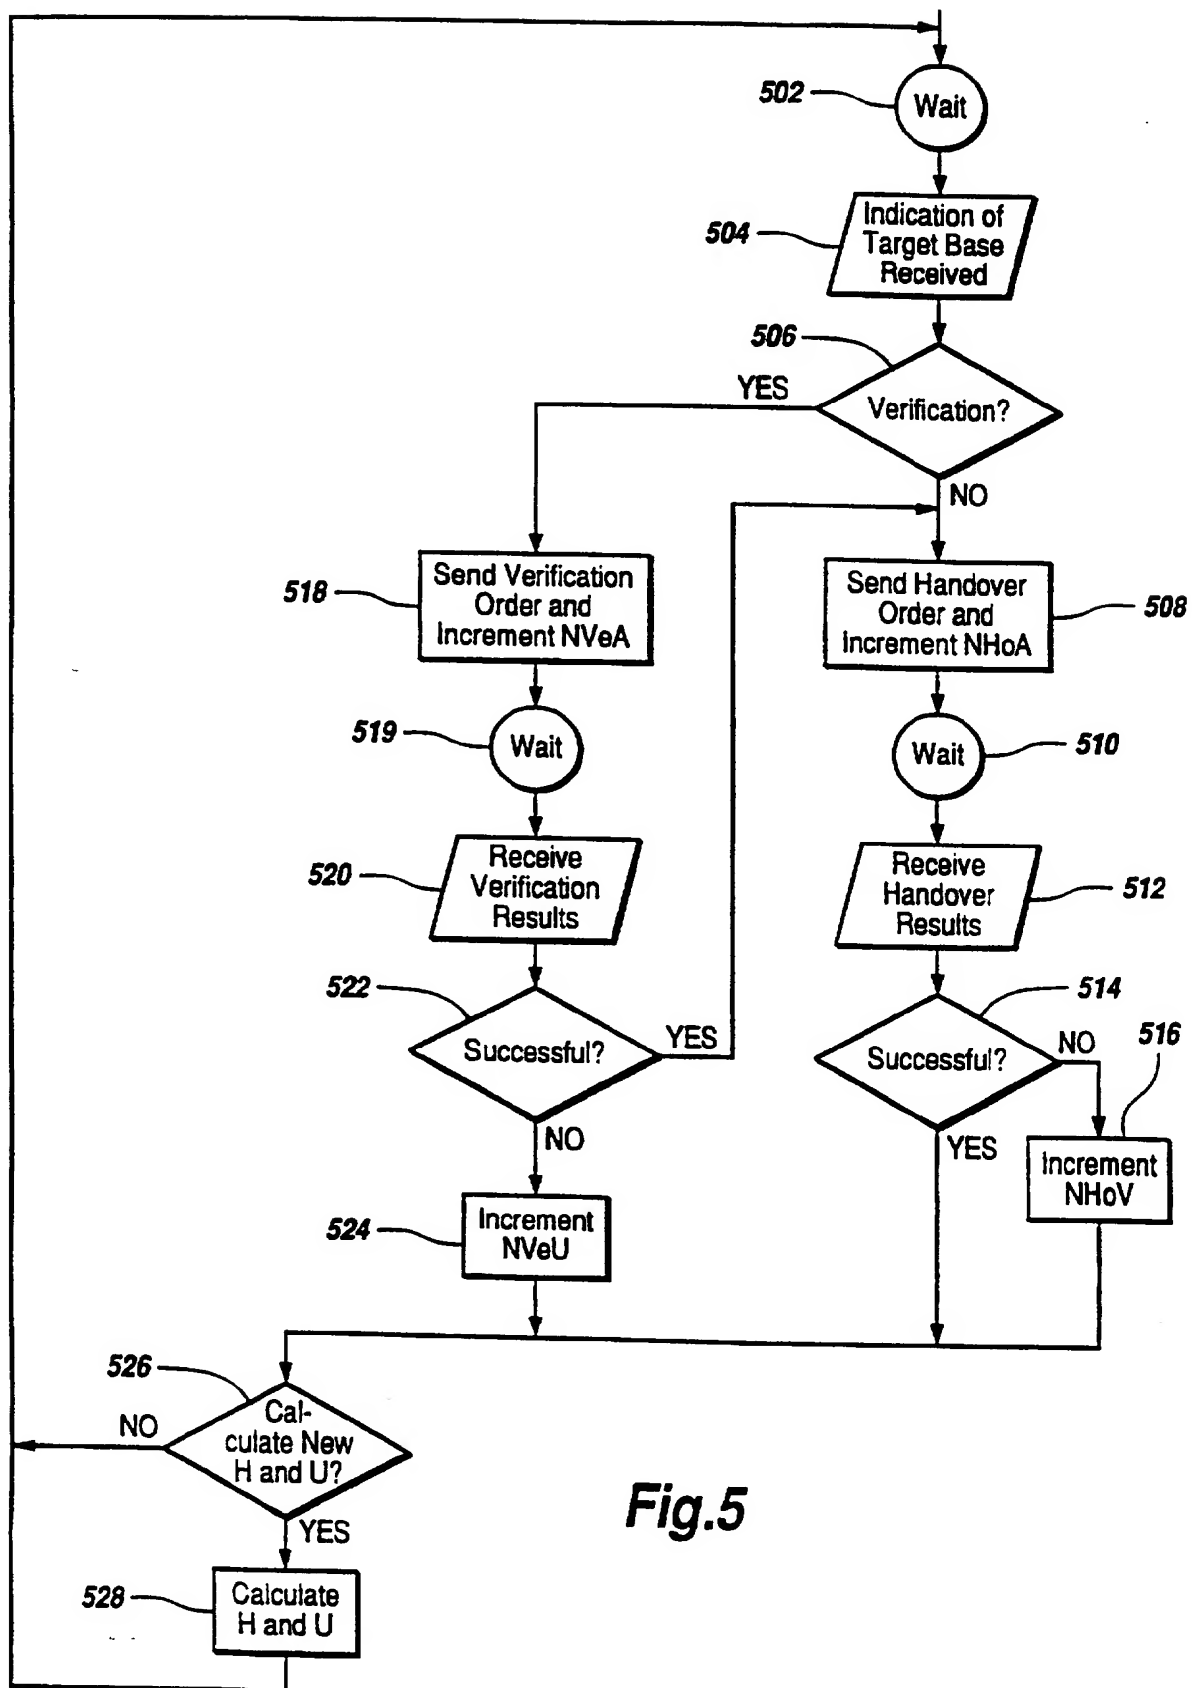 502
Wait
504
Indication of
Target Base
Received
506
YES
Verification?
NO
518
Send Verification
Order and
Increment NVeA
Send Handover
Order and
Increment NHoA
508
519
Wait
Wait
510
520
Receive
Verification
Results
Receive
Handover
Results
512
522
Successful?
YES
NO
514
Successful?
NO
YES
516
Increment
NHoV
524
Increment
NVeU
526
NO
Cal-
culate New
H and U?
YES
528
Calculate
H and U
Fig.5